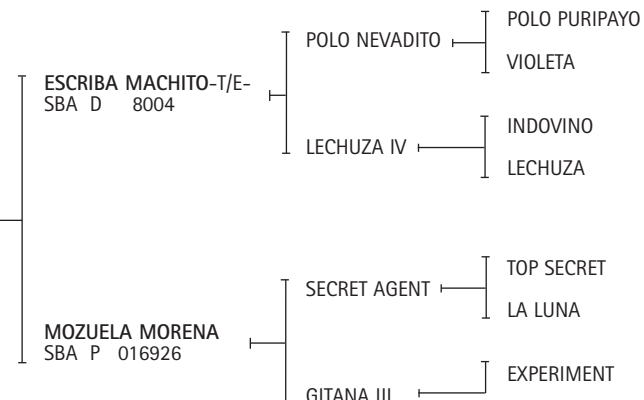 POLO PURIPAYO
POLO NEVADITO
VIOLETA
ESCRIBA MACHITO-T/E-
SBA D 8004
INDOVINO
LECHUZA IV
LECHUZA
TOP SECRET
SECRET AGENT
LA LUNA
MOZUELA MORENA
SBA P 016926
EXPERIMENT
GITANA III